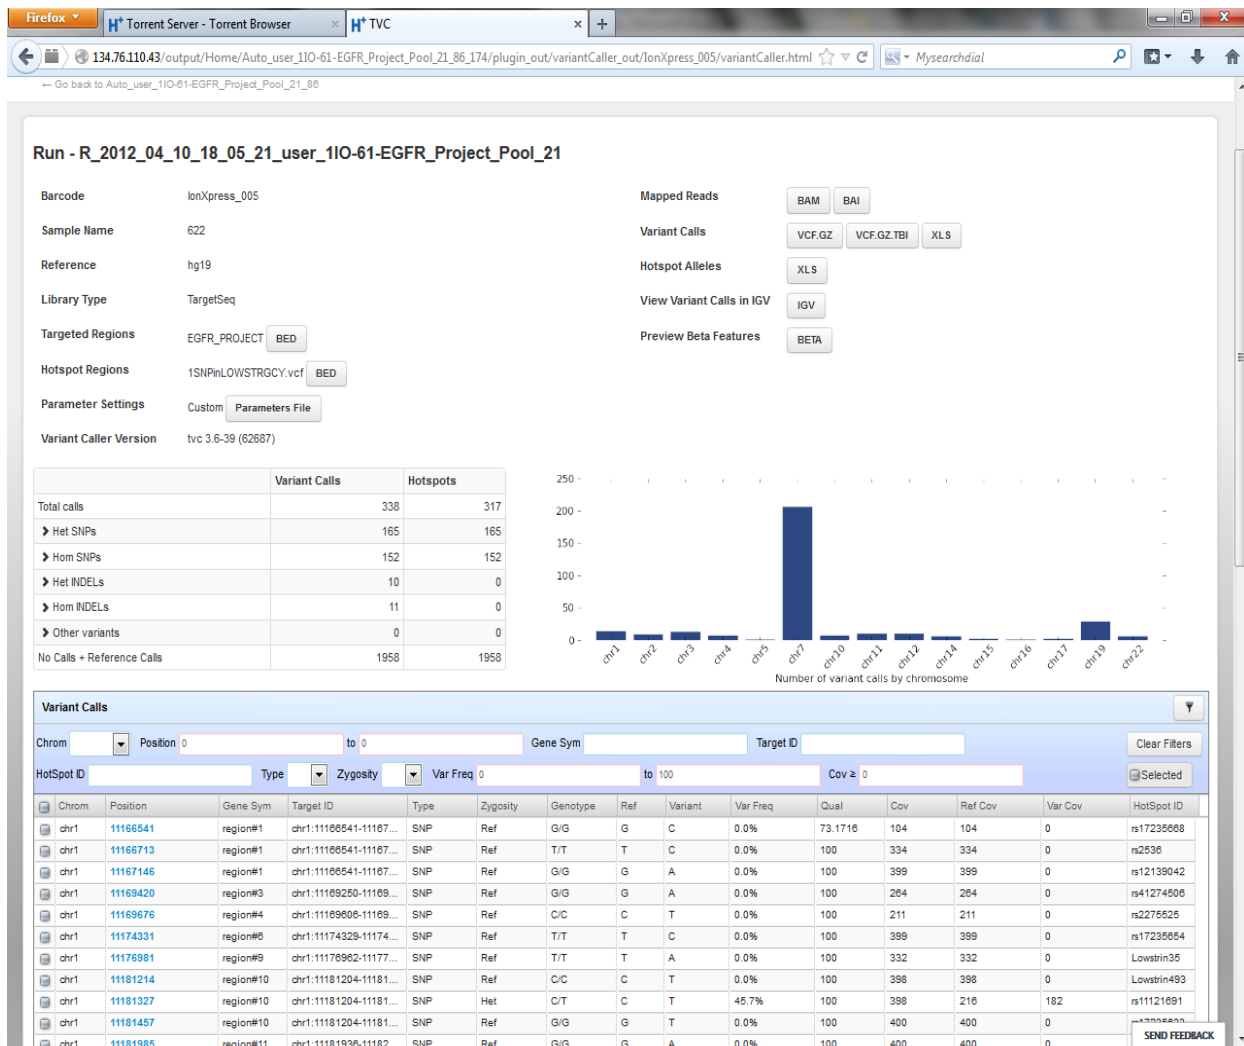 Firefox
H+ Torrent Server - Torrent Browser × H+ TVC × +
134.76.110.43/output/Home/Auto_user_1IO-61-EGFR_Project_Pool_21_86_174/plugin_out/variantCaller_out/IonXpress_005/variantCaller.html Mysearchdial
← Go back to Auto_user_1IO-61-EGFR_Project_Pool_21_86
Run - R_2012_04_10_18_05_21_user_1IO-61-EGFR_Project_Pool_21
Barcode IonXpress_005
Sample Name 622
Reference hg19
Library Type TargetSeq
Targeted Regions EGFR_PROJECT BED
Hotspot Regions 1SNPinLOWSTRGCY.vcf BED
Parameter Settings Custom Parameters File
Variant Caller Version tvc 3.6-39 (62687)
Mapped Reads BAM BAI
Variant Calls VCF.GZ VCF.GZ.TBI XLS
Hotspot Alleles XLS
View Variant Calls in IGV IGV
Preview Beta Features BETA
Variant Calls Hotspots
Total calls 338 317
Het SNPs 165 165
Hom SNPs 152 152
Het INDELs 10 0
Hom INDELs 11 0
Other variants 0 0
No Calls + Reference Calls 1958 1958
250
200
150
100
50
0
chr1 chr2 chr3 chr4 chr5 chr7 chr10 chr11 chr12 chr14 chr15 chr16 chr17 chr19 chr22
Number of variant calls by chromosome
Variant Calls
Chrom Position 0 to 0 Gene Sym Target ID Clear Filters
HotSpot ID Type Zygosity Var Freq 0 to 100 Cov ≥ 0 Selected
Chrom Position Gene Sym Target ID Type Zygosity Genotype Ref Variant Var Freq Qual Cov Ref Cov Var Cov HotSpot ID
chr1 11166541 region#1 chr1:11166541-11167... SNP Ref G/G G C 0.0% 73.1716 104 104 0 rs17235668
chr1 11166713 region#1 chr1:11166541-11167... SNP Ref T/T T C 0.0% 100 334 334 0 rs2536
chr1 11167146 region#1 chr1:11166541-11167... SNP Ref G/G G A 0.0% 100 399 399 0 rs12139042
chr1 11169420 region#3 chr1:11169250-11169... SNP Ref G/G G A 0.0% 100 264 264 0 rs41274506
chr1 11169676 region#4 chr1:11169606-11169... SNP Ref C/C C T 0.0% 100 211 211 0 rs2275525
chr1 11174331 region#6 chr1:11174329-11174... SNP Ref T/T T C 0.0% 100 399 399 0 rs17235654
chr1 11176981 region#9 chr1:11176962-11177... SNP Ref T/T T A 0.0% 100 332 332 0 Lowstrin35
chr1 11181214 region#10 chr1:11181204-11181... SNP Ref C/C C T 0.0% 100 398 398 0 Lowstrin493
chr1 11181327 region#10 chr1:11181204-11181... SNP Het C/T C T 45.7% 100 398 216 182 rs11121691
chr1 11181457 region#10 chr1:11181204-11181... SNP Ref G/G G T 0.0% 100 400 400 0
chr1 11181985 region#11 chr1:11181936-11182... SNP Ref G/G G A 0.0% 100 400 400 0
SEND FEEDBACK